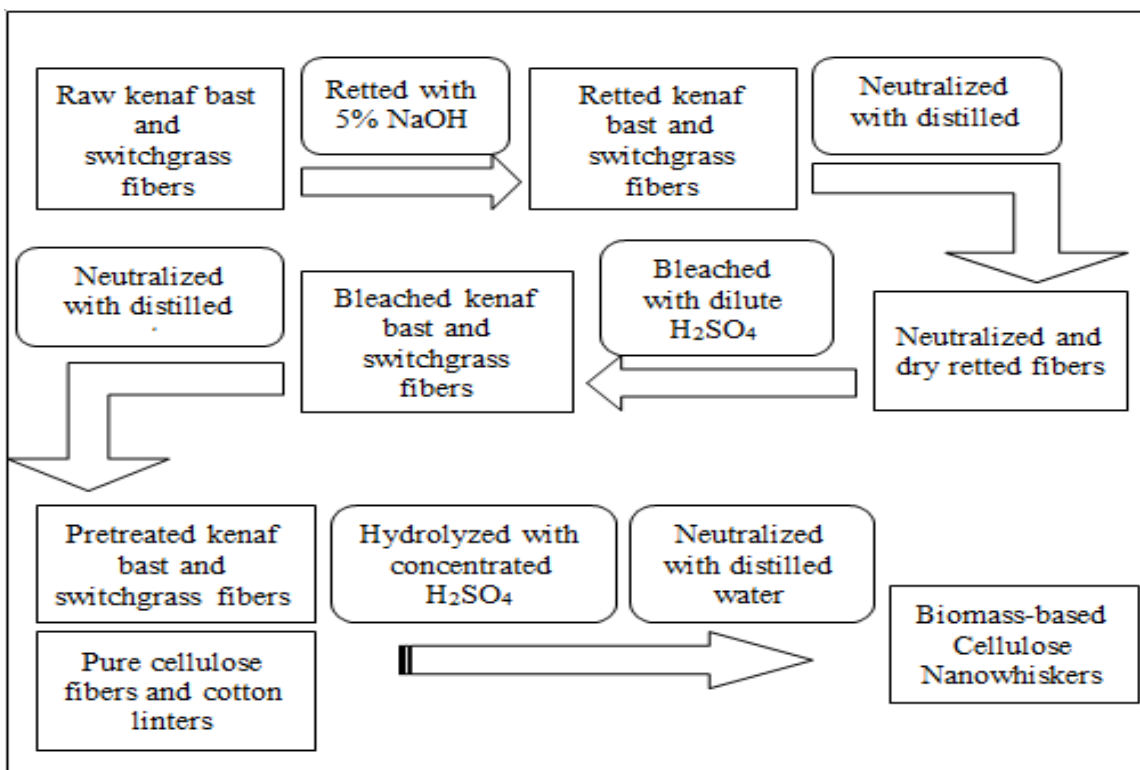 Raw kenaf bast
and
switchgrass
fibers
Retted with
5% NaOH
Retted kenaf
bast and
switchgrass
fibers
Neutralized
with distilled
Neutralized and
dry retted fibers
Bleached
with dilute
H₂SO₄
Bleached kenaf
bast and
switchgrass
fibers
Neutralized
with distilled
Pretreated kenaf
bast and
switchgrass fibers
Pure cellulose
fibers and cotton
linters
Hydrolyzed with
concentrated
H₂SO₄
Neutralized
with distilled
water
Biomass-based
Cellulose
Nanowhiskers